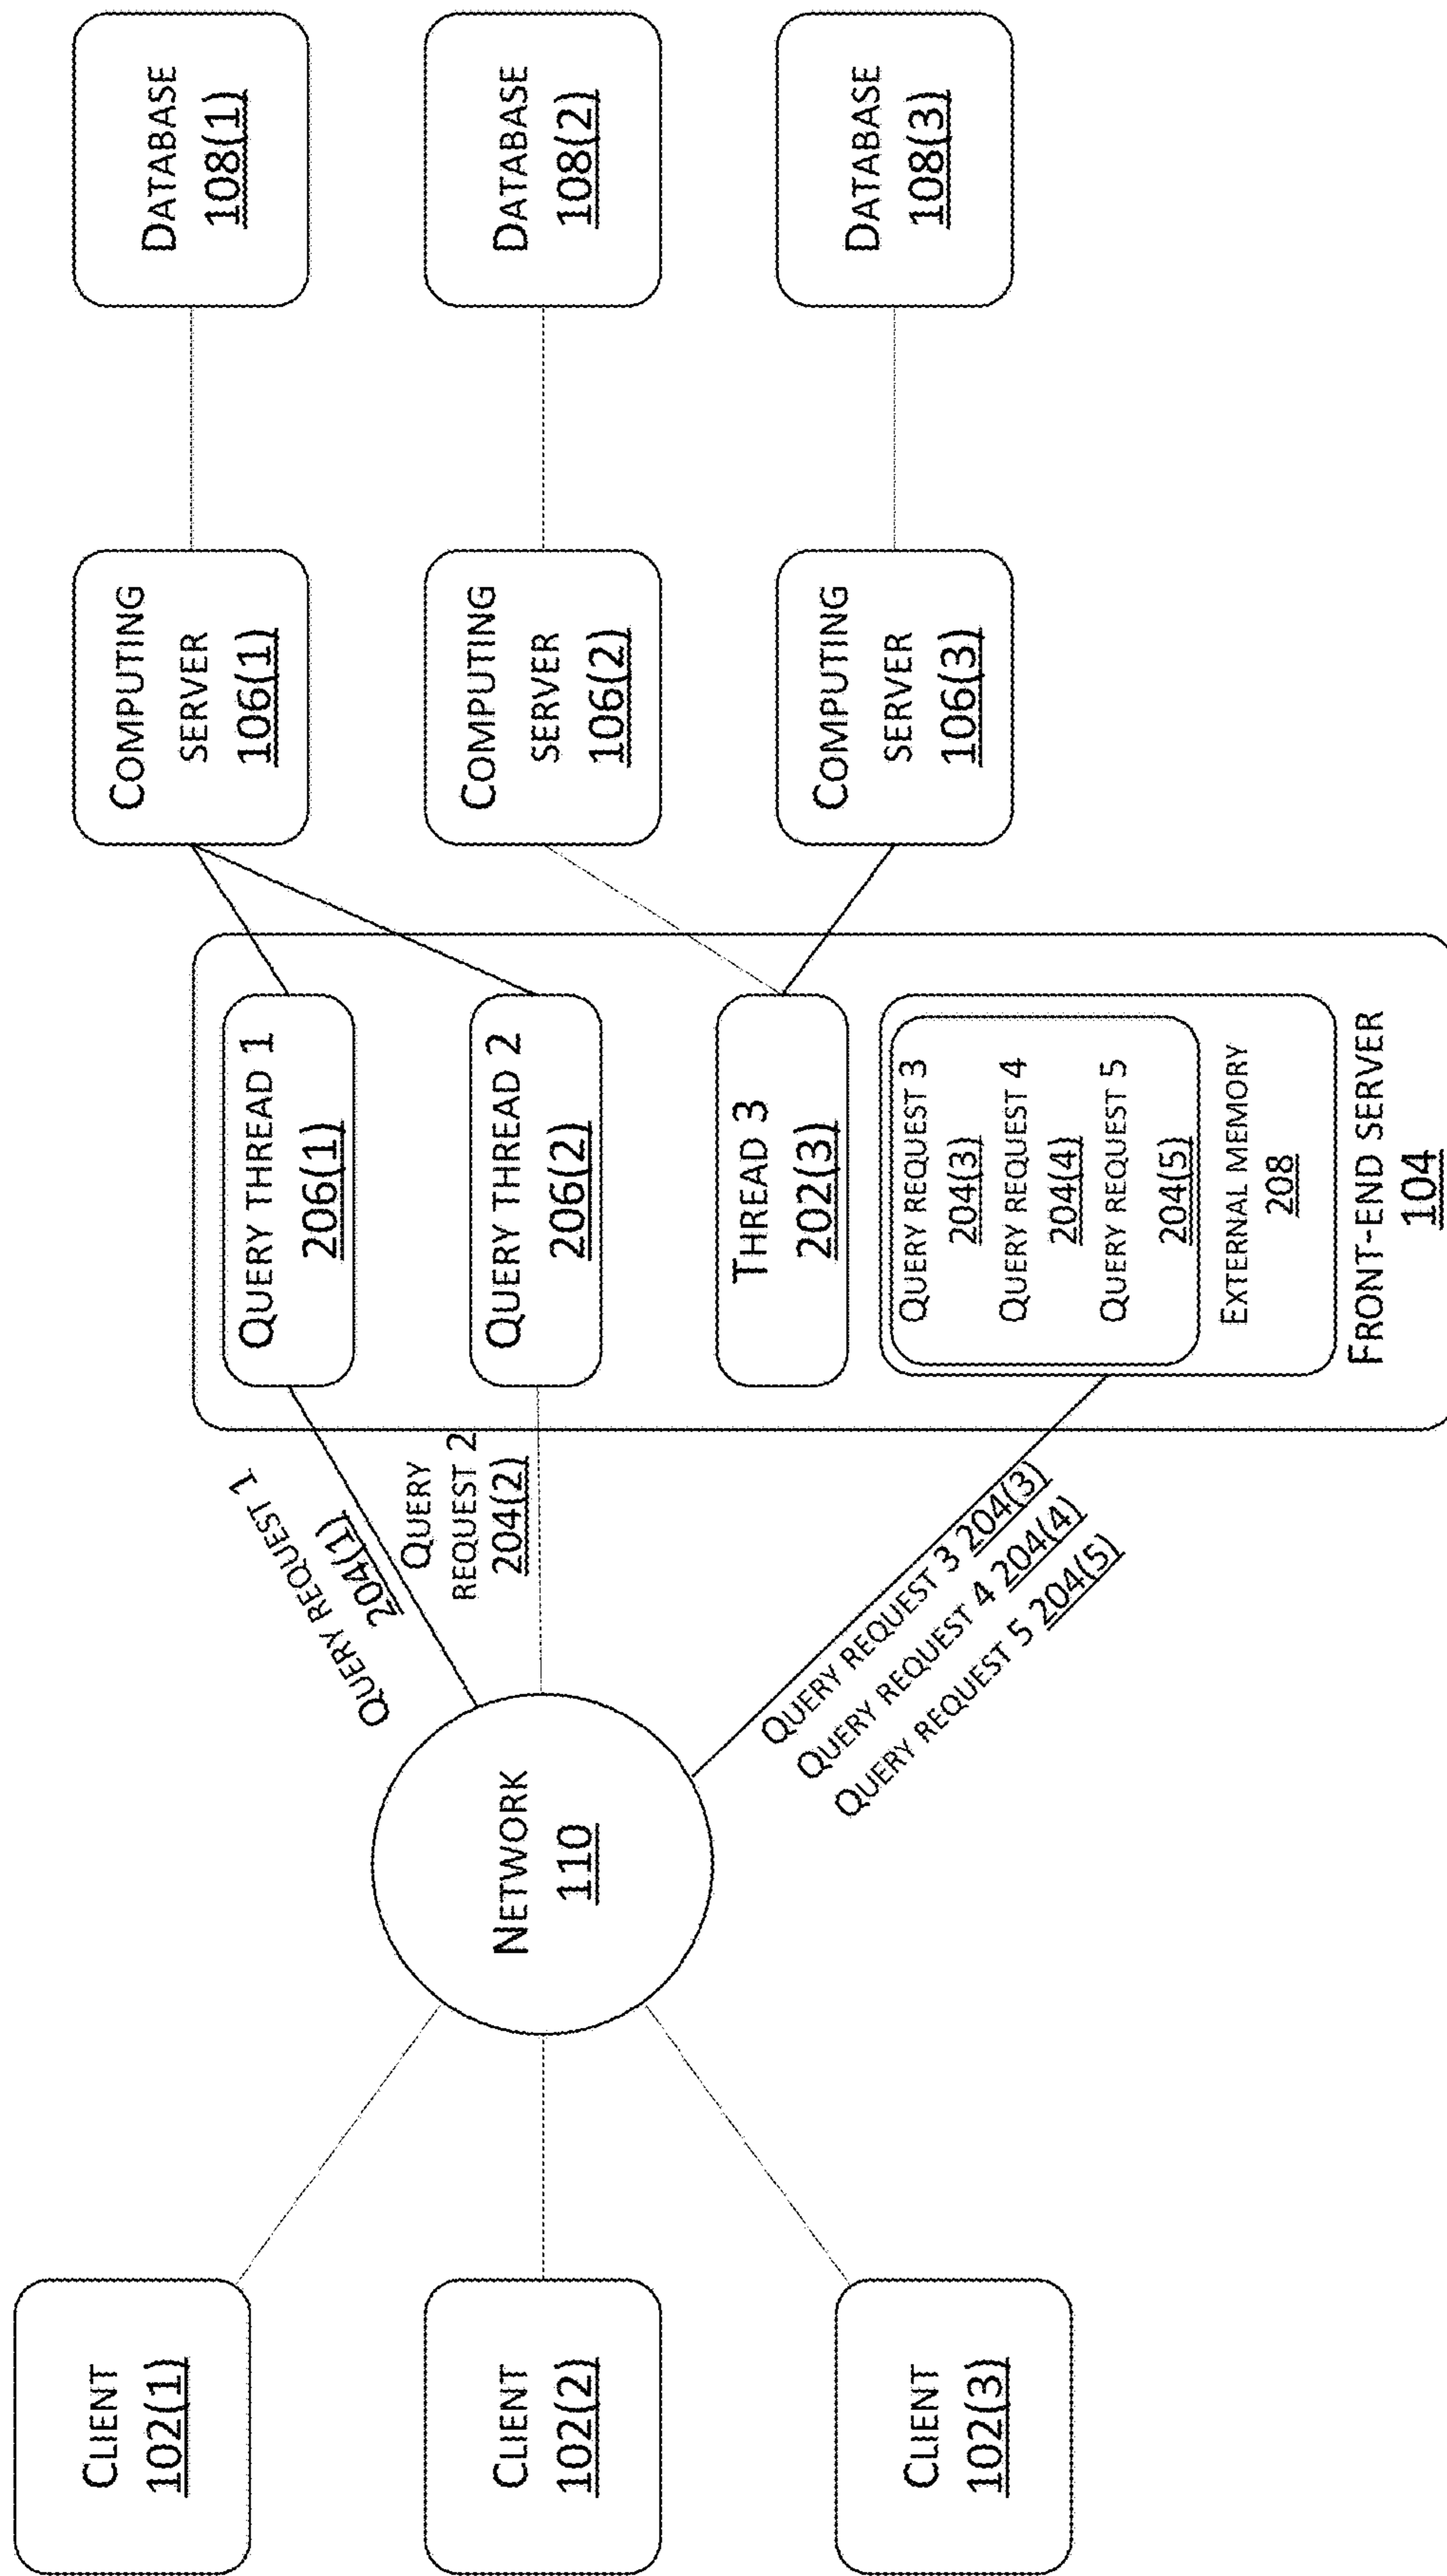 CLIENT
102(1)
CLIENT
102(2)
CLIENT
102(3)
NETWORK
110
QUERY REQUEST 1
204(1)
QUERY
REQUEST 2
204(2)
QUERY REQUEST 3 204(3)
QUERY REQUEST 4 204(4)
QUERY REQUEST 5 204(5)
QUERY THREAD 1
206(1)
QUERY THREAD 2
206(2)
THREAD 3
202(3)
QUERY REQUEST 3
204(3)
QUERY REQUEST 4
204(4)
QUERY REQUEST 5
204(5)
EXTERNAL MEMORY
208
FRONT-END SERVER
104
COMPUTING
SERVER
106(1)
COMPUTING
SERVER
106(2)
COMPUTING
SERVER
106(3)
DATABASE
108(1)
DATABASE
108(2)
DATABASE
108(3)